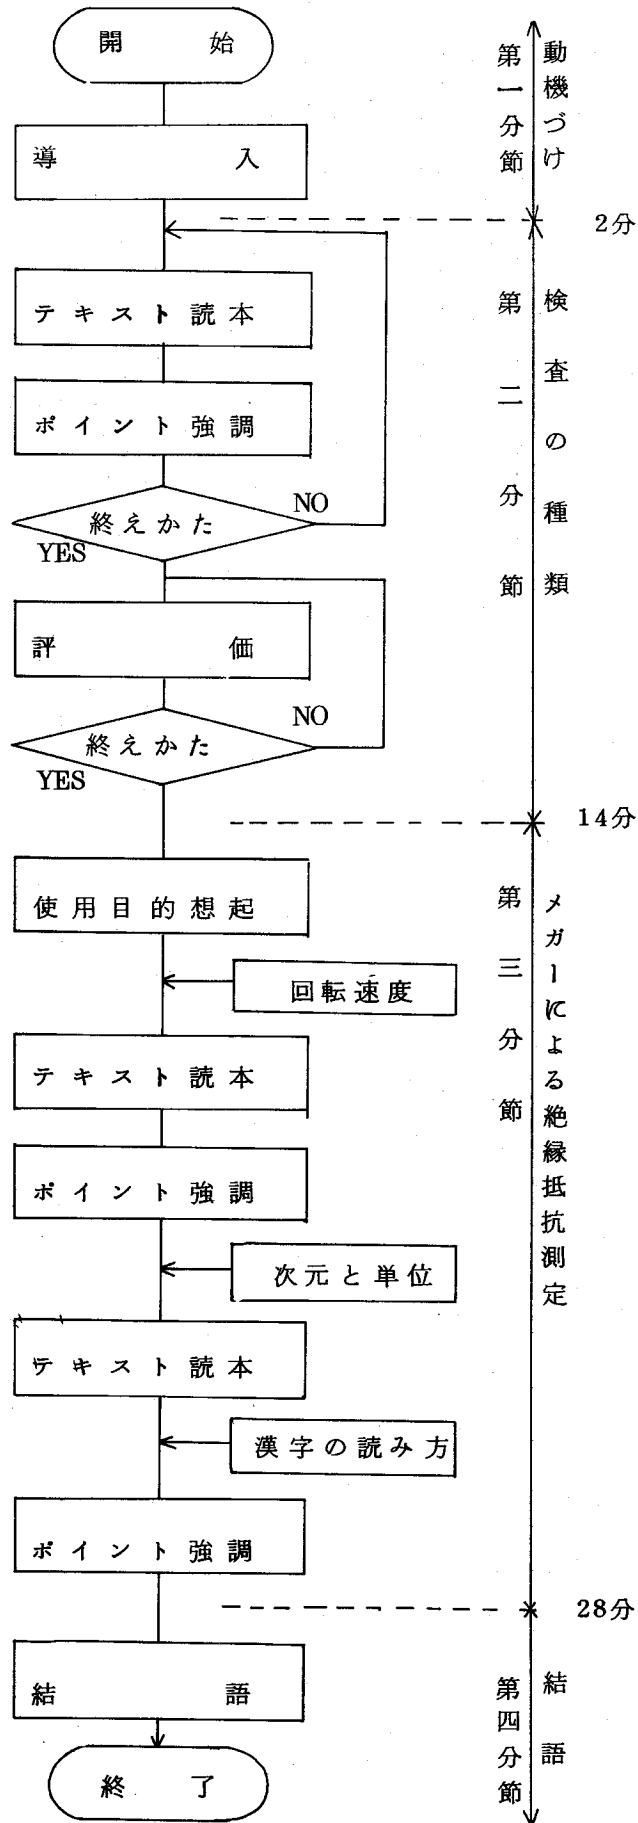 開始
導入
テキスト読本
ポイント強調
終えかた
NO
YES
評価
終えかた
NO
YES
使用目的想起
回転速度
テキスト読本
ポイント強調
次元と単位
テキスト読本
漢字の読み方
ポイント強調
結語
終了
動機づけ
第一分節
2分
検査の種類
第二分節
14分
メガーによる絶縁抵抗測定
第三分節
28分
結語
第四分節